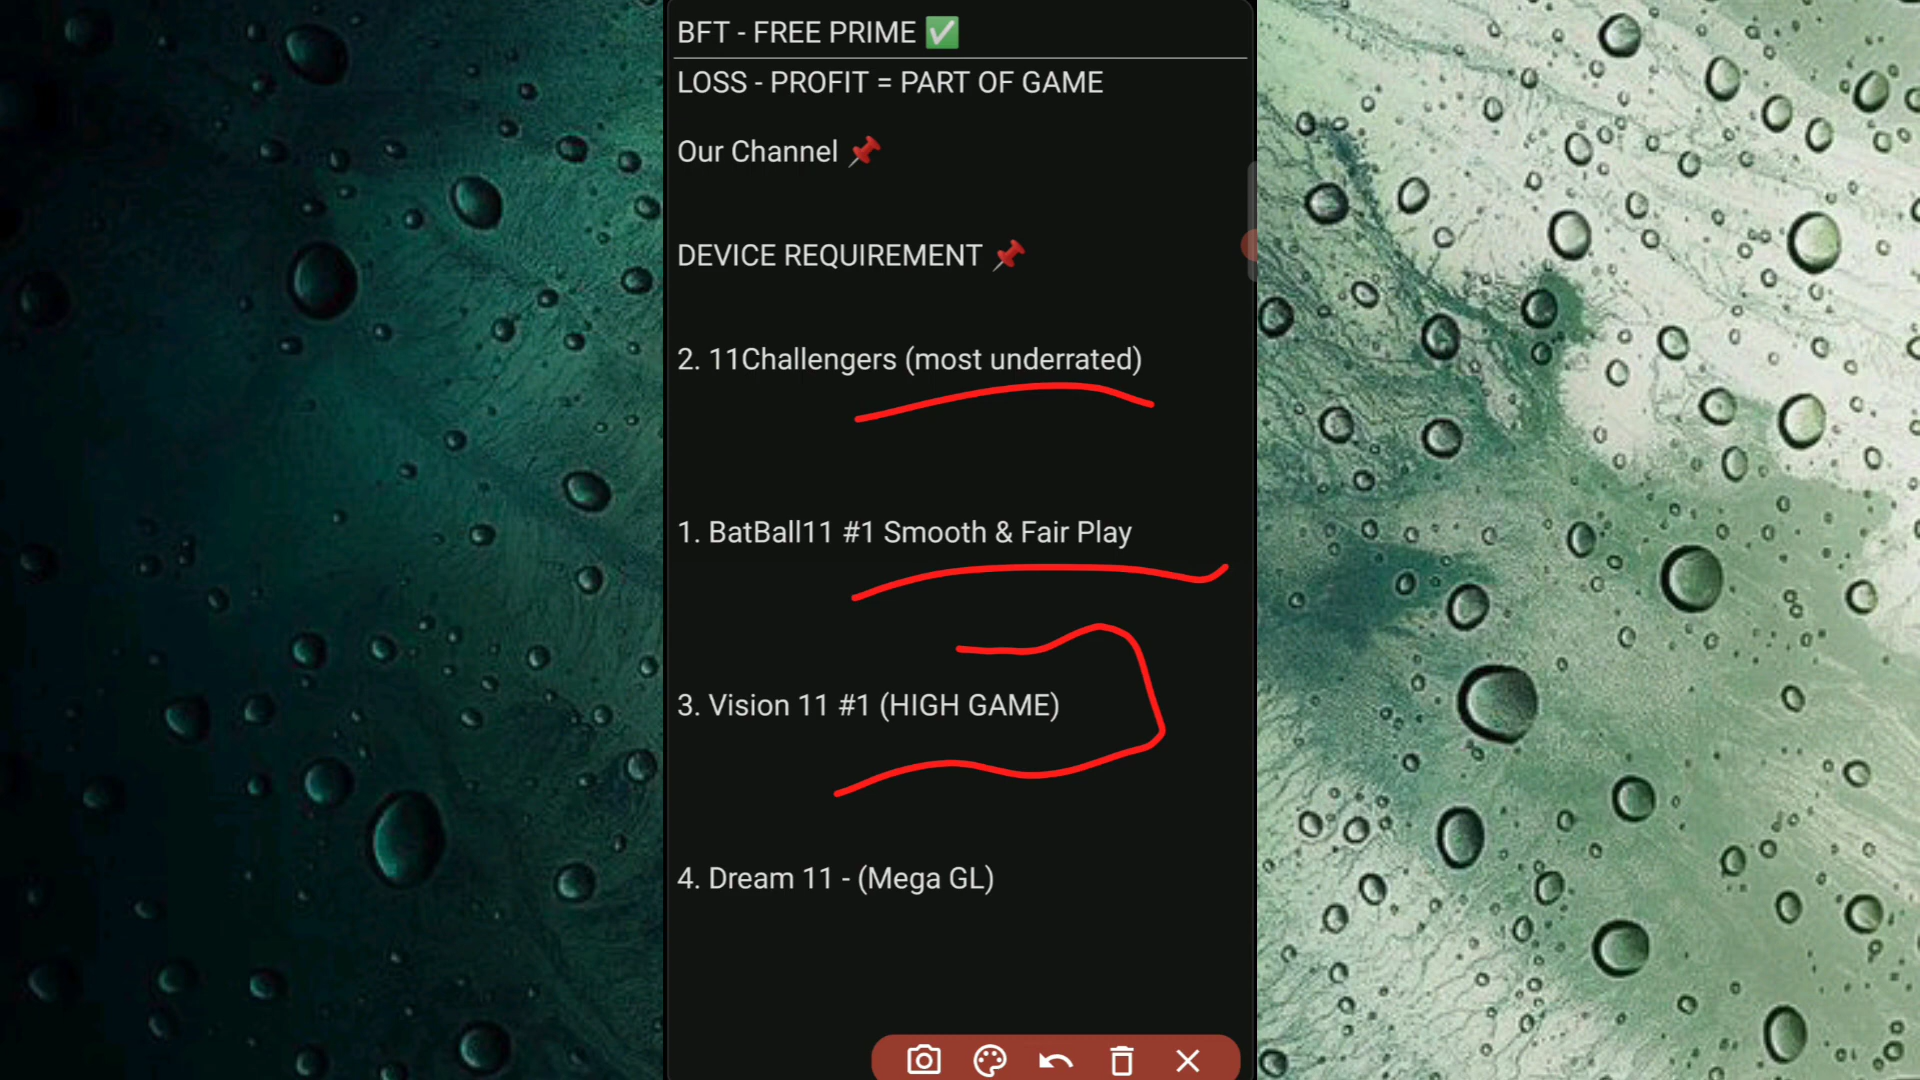 BFT - FREE PRIME ✅
LOSS - PROFIT = PART OF GAME
Our Channel 📌
DEVICE REQUIREMENT 📌
2. 11Challengers (most underrated)
1. BatBall11 #1 Smooth & Fair Play
3. Vision 11 #1 (HIGH GAME)
4. Dream 11 - (Mega GL)